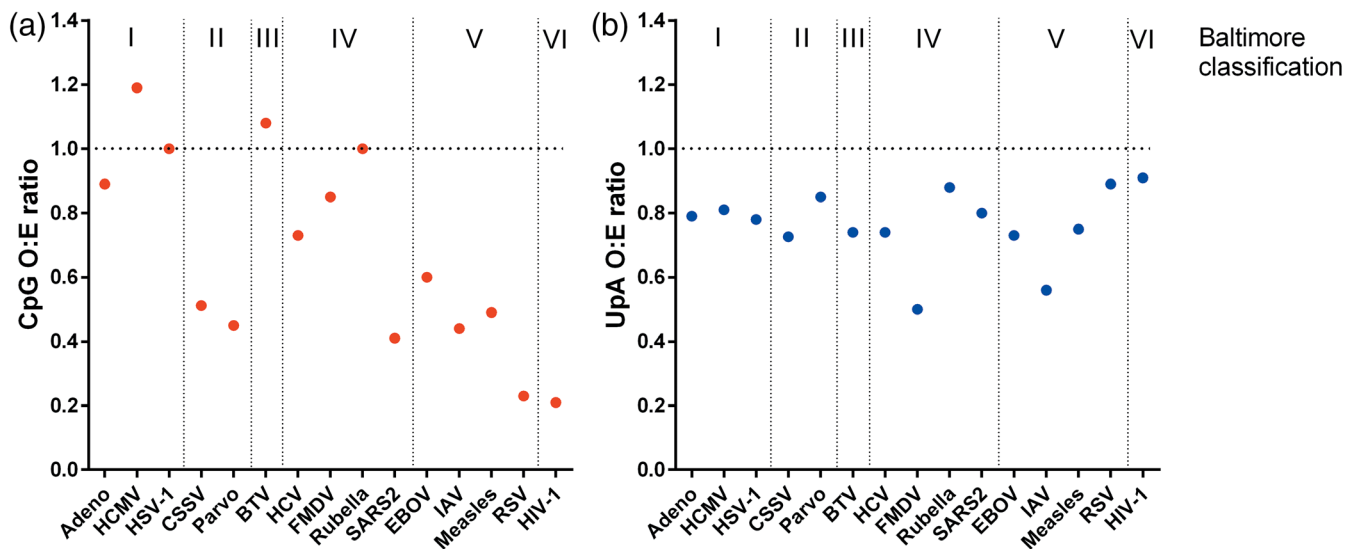 (a)
CpG O:E ratio
1.4
1.2
1.0
0.8
0.6
0.4
0.2
0.0
I II III IV V VI
Adeno
HCMV
HSV-1
CSSV
Parvo
BTV
HCV
FMDV
Rubella
SARS2
EBOV
IAV
Measles
RSV
HIV-1
(b)
UpA O:E ratio
1.4
1.2
1.0
0.8
0.6
0.4
0.2
0.0
I II III IV V VI
Adeno
HCMV
HSV-1
CSSV
Parvo
BTV
HCV
FMDV
Rubella
SARS2
EBOV
IAV
Measles
RSV
HIV-1
Baltimore
classification